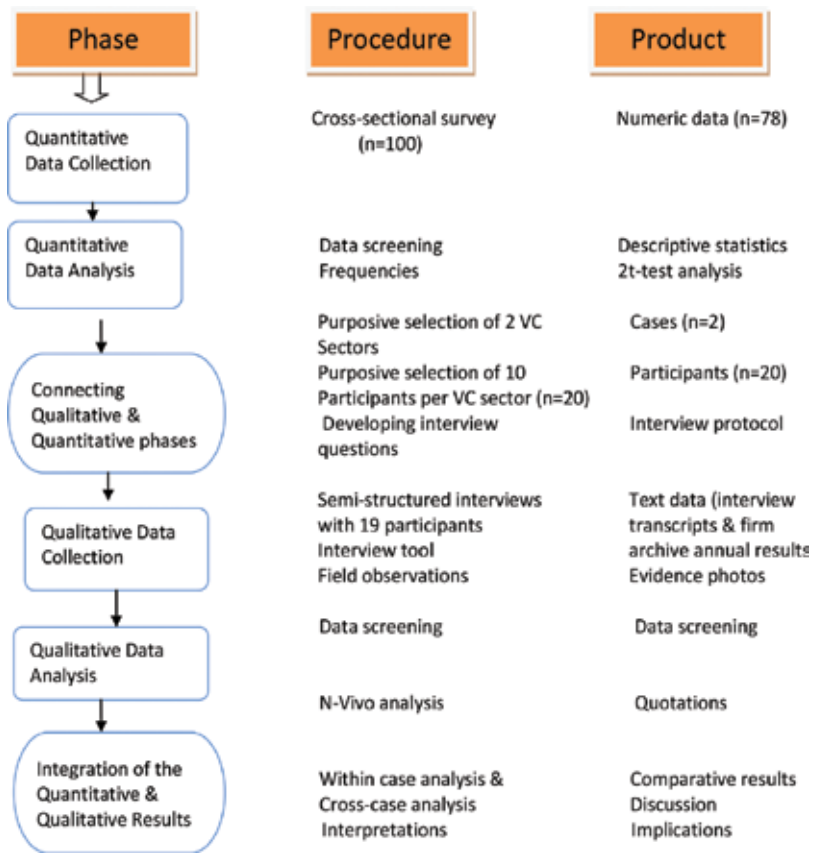 Phase Procedure Product
Quantitative
Data Collection
Cross-sectional survey
(n=100)
Numeric data (n=78)
Quantitative
Data Analysis
Data screening
Frequencies
Descriptive statistics
2t-test analysis
Connecting
Qualitative &
Quantitative phases
Purposive selection of 2 VC
Sectors
Purposive selection of 10
Participants per VC sector (n=20)
Developing interview
questions
Cases (n=2)
Participants (n=20)
Interview protocol
Qualitative Data
Collection
Semi-structured interviews
with 19 participants
Interview tool
Field observations
Text data (interview
transcripts & firm
archive annual results
Evidence photos
Qualitative Data
Analysis
Data screening
N-Vivo analysis
Data screening
Quotations
Integration of the
Quantitative &
Qualitative Results
Within case analysis &
Cross-case analysis
Interpretations
Comparative results
Discussion
Implications